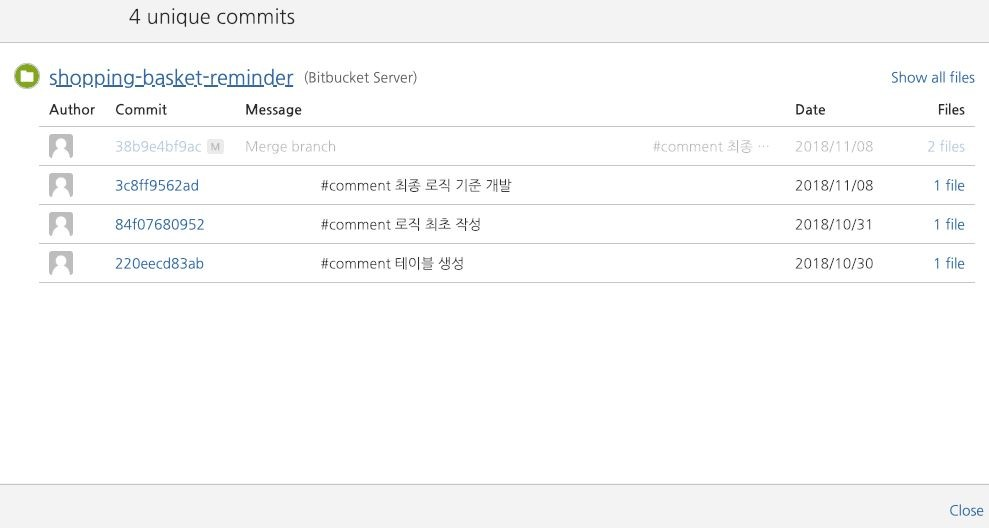 4 unique commits
shopping-basket-reminder (Bitbucket Server) Show all files
Author Commit Message Date Files
38b9e4bf9ac M Merge branch #comment 최종 ... 2018/11/08 2 files
3c8ff9562ad #comment 최종 로직 기준 개발 2018/11/08 1 file
84f07680952 #comment 로직 최초 작성 2018/10/31 1 file
220eecd83ab #comment 테이블 생성 2018/10/30 1 file
Close